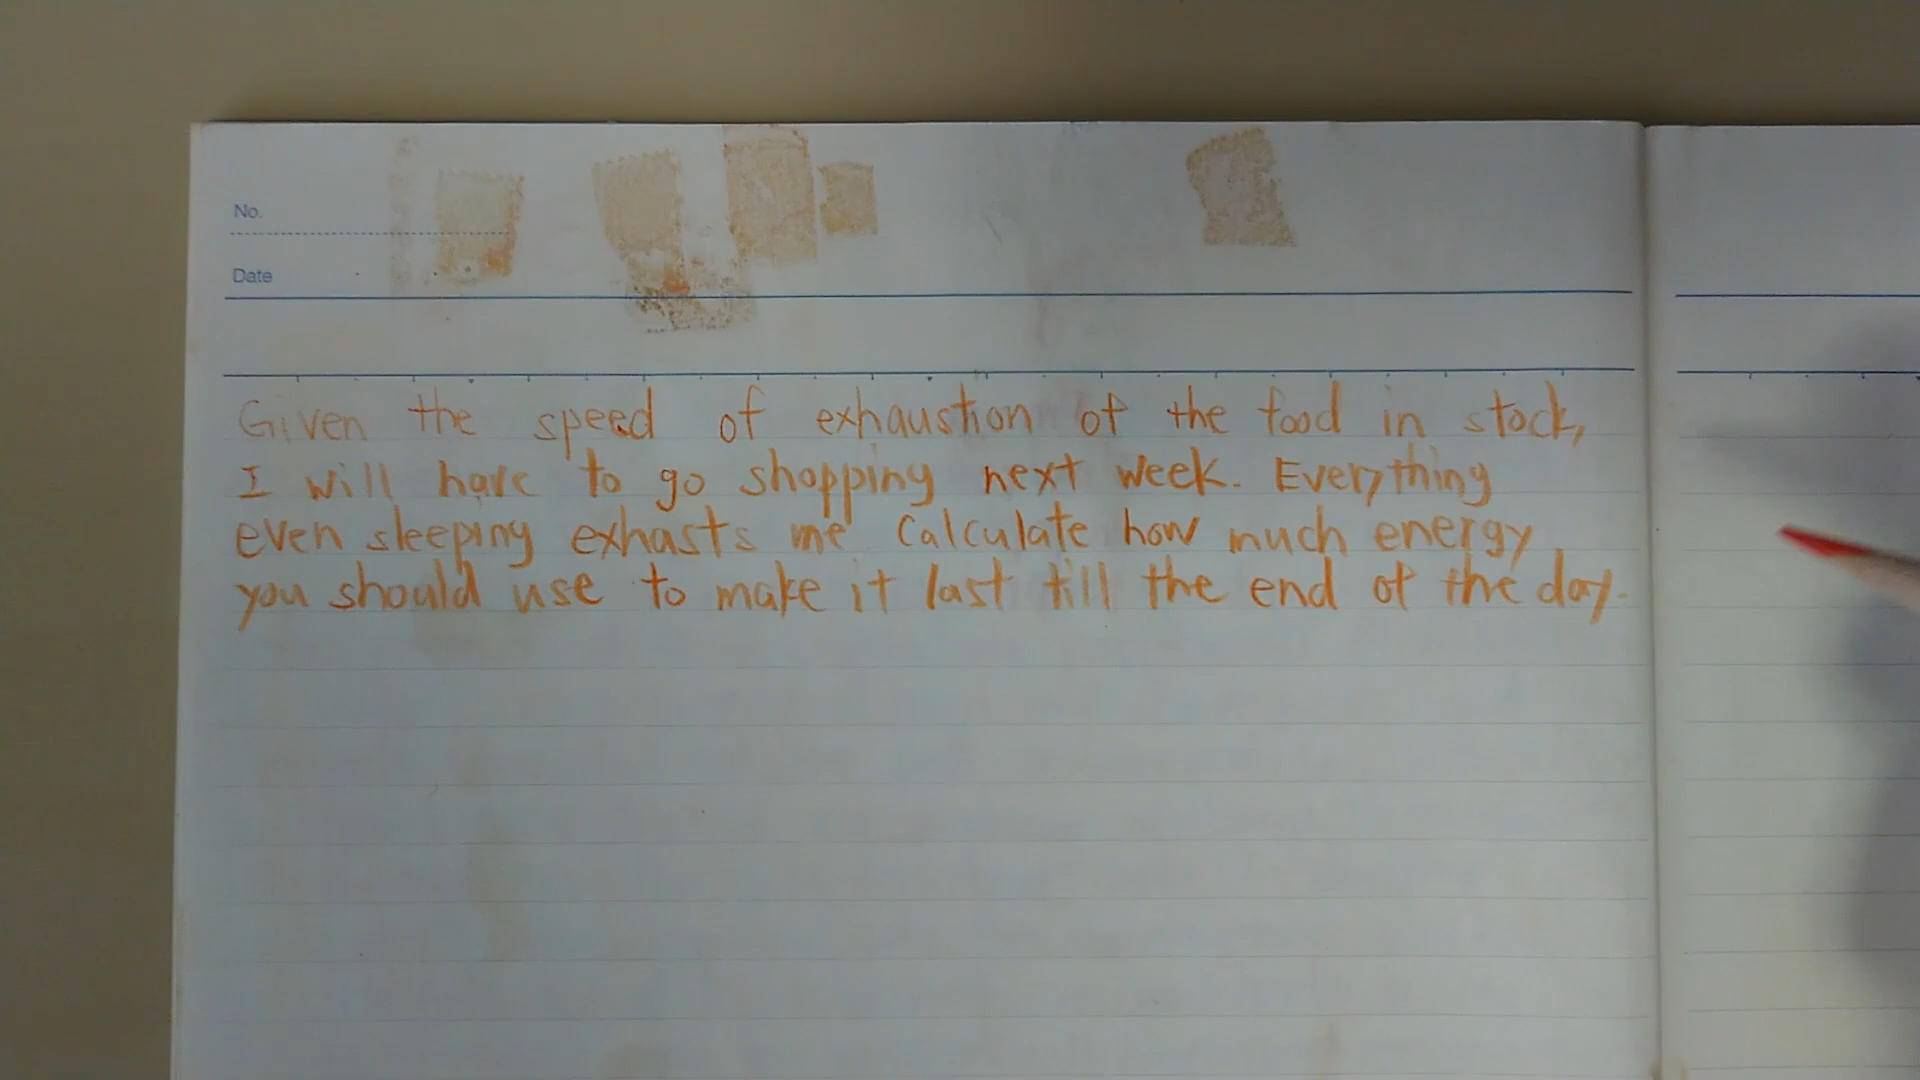 No.
Date
Given the speed of exhaustion of the food in stock,
I will have to go shopping next week. Everything
even sleeping exhasts me Calculate how much energy
you should use to make it last till the end of the day.